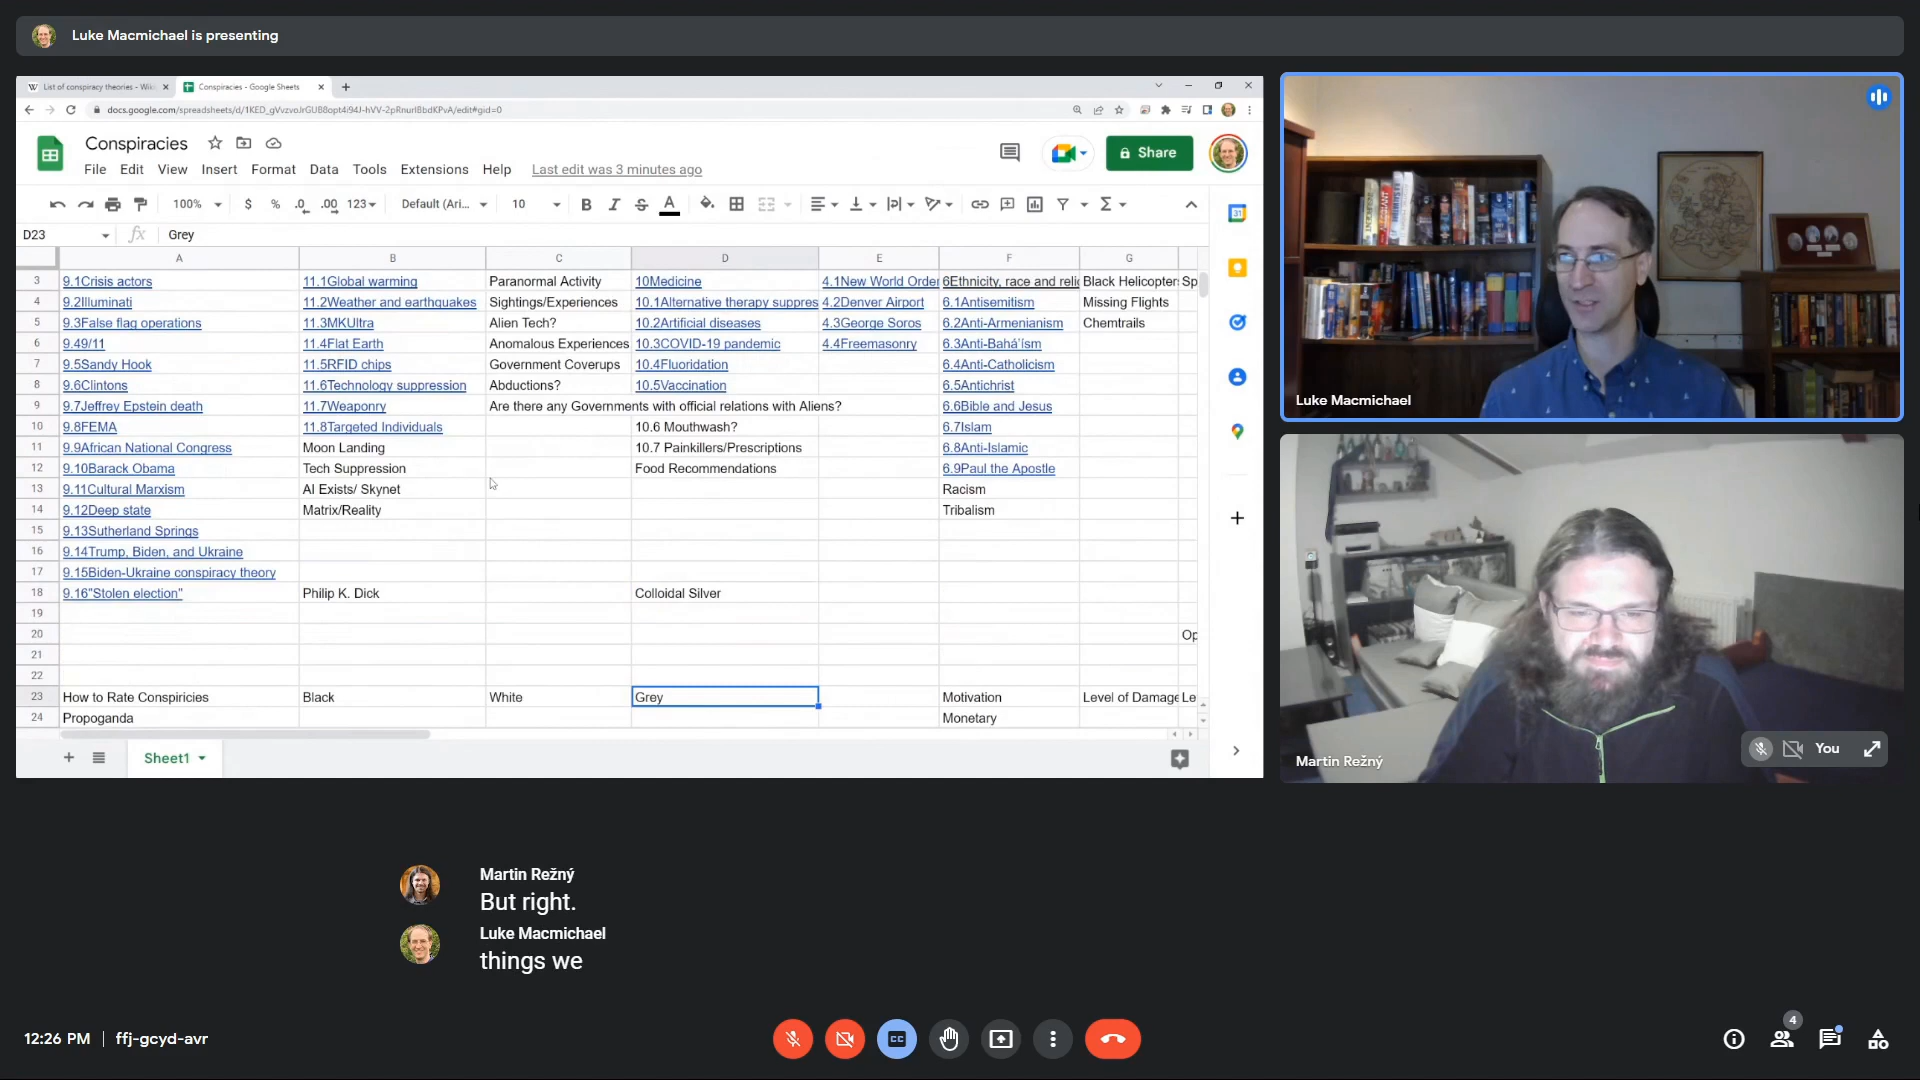 Luke Macmichael is presenting
List of conspiracy theories - Wiki
Conspiracies - Google Sheets
Conspiracies
Share
File Edit View Insert Format Data Tools Extensions Help Last edit was 3 minutes ago
100% $ % .0 .00 123 Default (Ari... 10 B I S A
D23 fx Grey
A B C D E F G
3 9.1Crisis actors 11.1Global warming Paranormal Activity 10Medicine 4.1New World Order 6Ethnicity, race and relig Black Helicopter Sp
4 9.2Illuminati 11.2Weather and earthquakes Sightings/Experiences 10.1Alternative therapy suppres 4.2Denver Airport 6.1Antisemitism Missing Flights
5 9.3False flag operations 11.3MKUltra Alien Tech? 10.2Artificial diseases 4.3George Soros 6.2Anti-Armenianism Chemtrails
6 9.49/11 11.4Flat Earth Anomalous Experiences 10.3COVID-19 pandemic 4.4Freemasonry 6.3Anti-Bahá'ísm
7 9.5Sandy Hook 11.5RFID chips Government Coverups 10.4Fluoridation 6.4Anti-Catholicism
8 9.6Clintons 11.6Technology suppression Abductions? 10.5Vaccination 6.5Antichrist
9 9.7Jeffrey Epstein death 11.7Weaponry Are there any Governments with official relations with Aliens? 6.6Bible and Jesus
10 9.8FEMA 11.8Targeted Individuals 10.6 Mouthwash? 6.7Islam
11 9.9African National Congress Moon Landing 10.7 Painkillers/Prescriptions 6.8Anti-Islamic
12 9.10Barack Obama Tech Suppression Food Recommendations 6.9Paul the Apostle
13 9.11Cultural Marxism AI Exists/ Skynet Racism
14 9.12Deep state Matrix/Reality Tribalism
15 9.13Sutherland Springs
16 9.14Trump, Biden, and Ukraine
17 9.15Biden-Ukraine conspiracy theory
18 9.16"Stolen election" Philip K. Dick Colloidal Silver
19
20 Op
21
22
23 How to Rate Conspiricies Black White Grey Motivation Level of Damage Le
24 Propoganda Monetary
Sheet1
Luke Macmichael
Martin Režný
You
Martin Režný
But right.
Luke Macmichael
things we
12:26 PM | ffj-gcyd-avr
CC
4